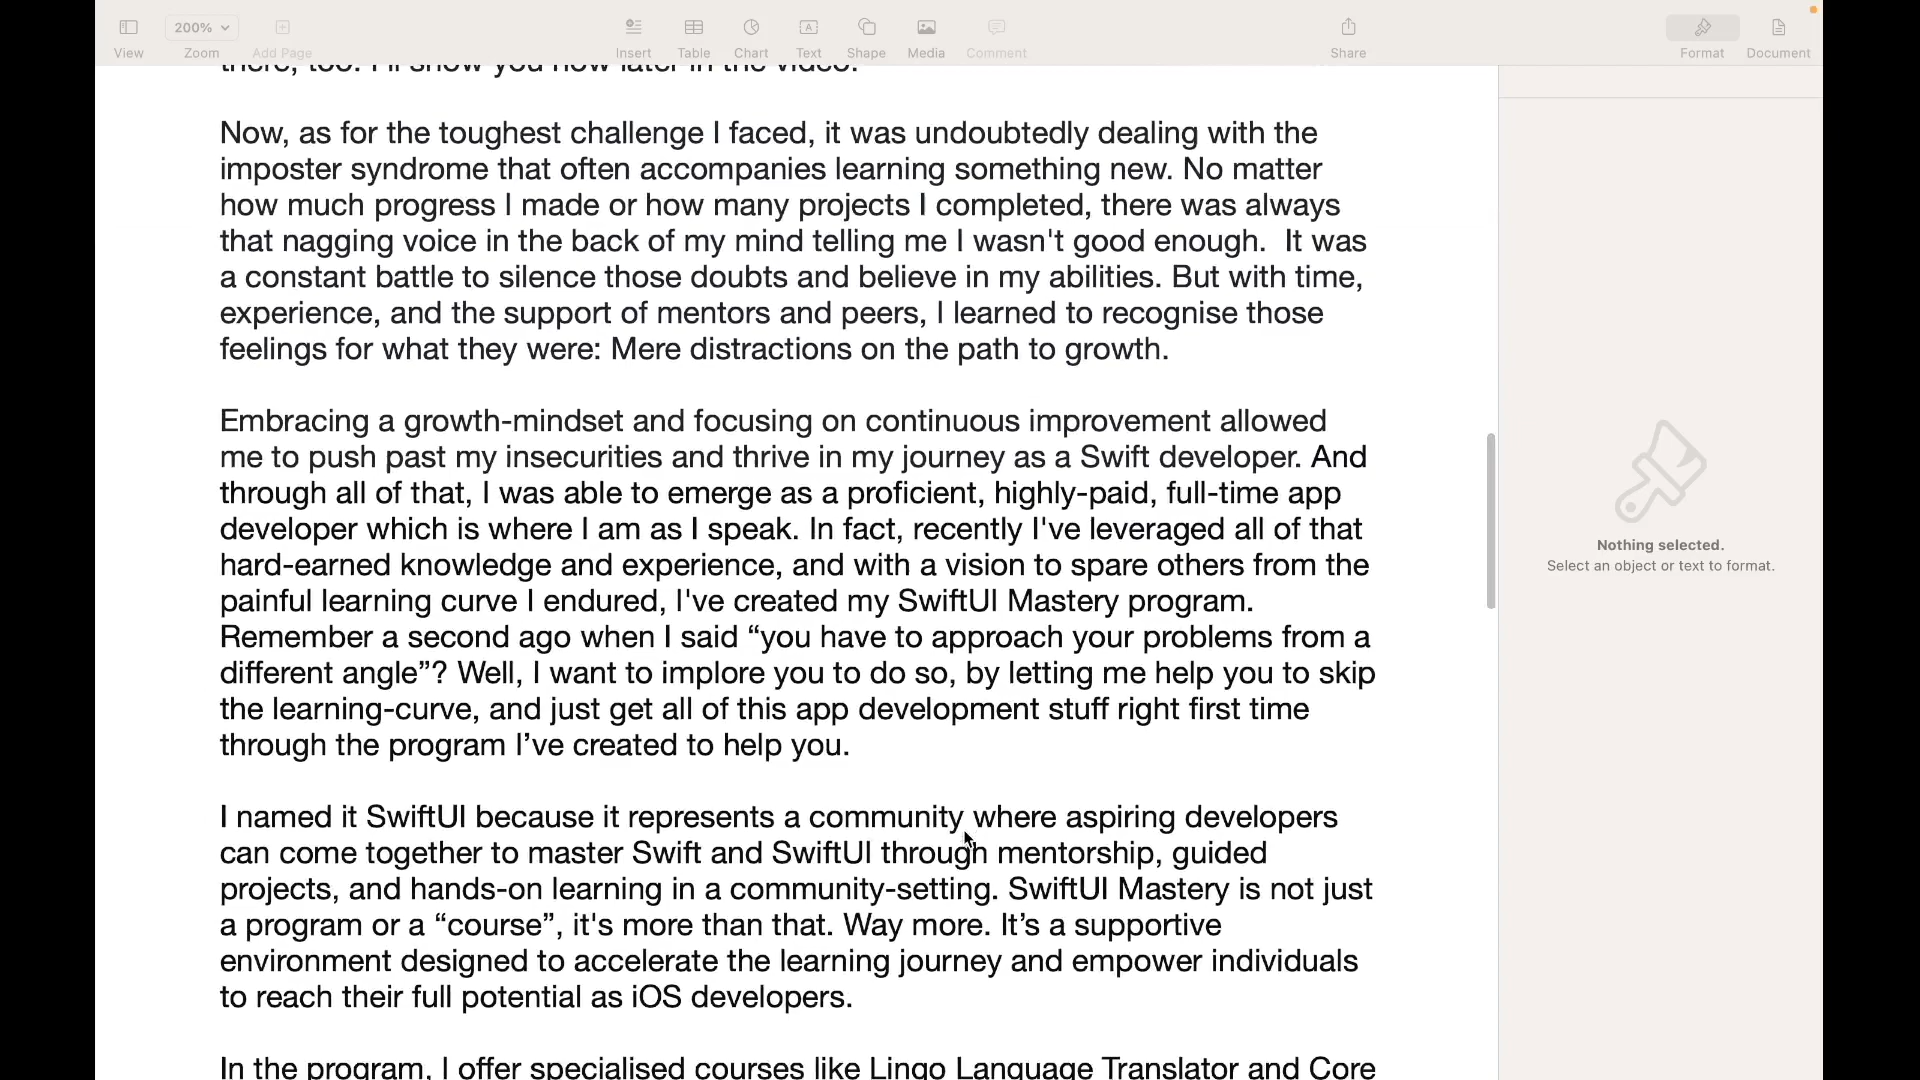 200%
View
Zoom
Add Page
Insert
Table
Chart
Text
Shape
Media
Comment
Share
Format
Document
there, too. I'll show you how later in the video.
Now, as for the toughest challenge I faced, it was undoubtedly dealing with the
imposter syndrome that often accompanies learning something new. No matter
how much progress I made or how many projects I completed, there was always
that nagging voice in the back of my mind telling me I wasn't good enough.  It was
a constant battle to silence those doubts and believe in my abilities. But with time,
experience, and the support of mentors and peers, I learned to recognise those
feelings for what they were: Mere distractions on the path to growth.
Embracing a growth-mindset and focusing on continuous improvement allowed
me to push past my insecurities and thrive in my journey as a Swift developer. And
through all of that, I was able to emerge as a proficient, highly-paid, full-time app
developer which is where I am as I speak. In fact, recently I've leveraged all of that
hard-earned knowledge and experience, and with a vision to spare others from the
painful learning curve I endured, I've created my SwiftUI Mastery program.
Remember a second ago when I said “you have to approach your problems from a
different angle”? Well, I want to implore you to do so, by letting me help you to skip
the learning-curve, and just get all of this app development stuff right first time
through the program I’ve created to help you.
I named it SwiftUI because it represents a community where aspiring developers
can come together to master Swift and SwiftUI through mentorship, guided
projects, and hands-on learning in a community-setting. SwiftUI Mastery is not just
a program or a “course”, it's more than that. Way more. It’s a supportive
environment designed to accelerate the learning journey and empower individuals
to reach their full potential as iOS developers.
In the program, I offer specialised courses like Lingo Language Translator and Core
Nothing selected.
Select an object or text to format.